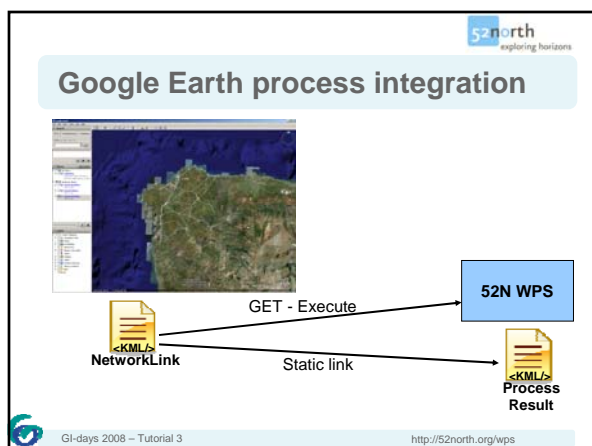 52north
exploring horizons
Google Earth process integration
GET - Execute
52N WPS
<KML/>
NetworkLink
Static link
<KML/>
Process
Result
GI-days 2008 – Tutorial 3
http://52north.org/wps